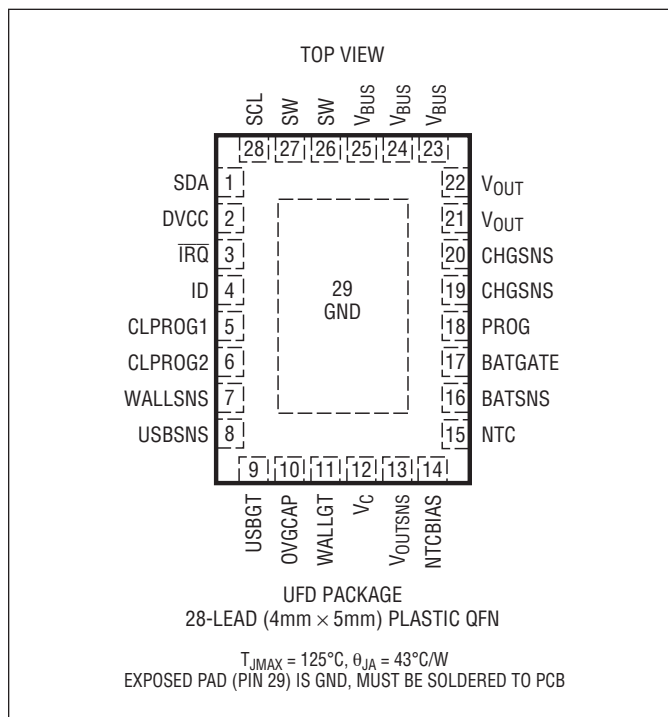 TOP VIEW
SCL SW SW VBUS VBUS VBUS
28 27 26 25 24 23
SDA 1 22 VOUT
DVCC 2 21 VOUT
IRQ 3 20 CHGSNS
ID 4 19 CHGSNS
29
GND
CLPROG1 5 18 PROG
CLPROG2 6 17 BATGATE
WALLSNS 7 16 BATSNS
USBSNS 8 15 NTC
9 10 11 12 13 14
USBGT OVGCAP WALLGT VC VOUTSNS NTCBIAS
UFD PACKAGE
28-LEAD (4mm × 5mm) PLASTIC QFN
TJMAX = 125°C, θJA = 43°C/W
EXPOSED PAD (PIN 29) IS GND, MUST BE SOLDERED TO PCB